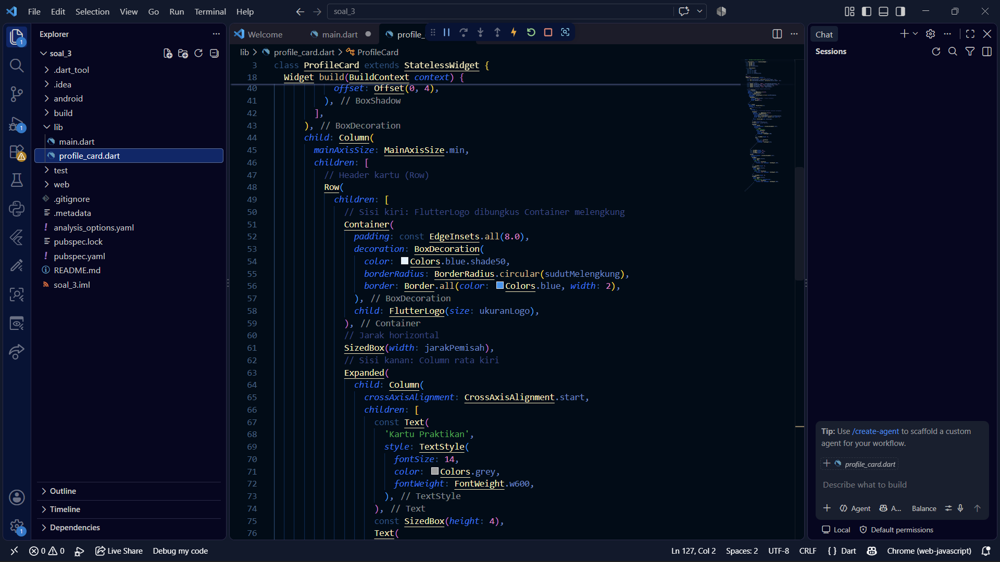 File Edit Selection View Go Run Terminal Help
soal_3
Explorer
soal_3
.dart_tool
.idea
android
build
lib
main.dart
profile_card.dart
test
web
.gitignore
.metadata
analysis_options.yaml
pubspec.lock
pubspec.yaml
README.md
soal_3.iml
Outline
Timeline
Dependencies
Welcome
main.dart
profile_
lib > profile_card.dart > ProfileCard
3 class ProfileCard extends StatelessWidget {
18 Widget build(BuildContext context) {
40 offset: Offset(0, 4),
41 ), // BoxShadow
42 ],
43 ), // BoxDecoration
44 child: Column(
45 mainAxisSize: MainAxisSize.min,
46 children: [
47 // Header kartu (Row)
48 Row(
49 children: [
50 // Sisi kiri: FlutterLogo dibungkus Container melengkung
51 Container(
52 padding: const EdgeInsets.all(8.0),
53 decoration: BoxDecoration(
54 color: Colors.blue.shade50,
55 borderRadius: BorderRadius.circular(sudutMelengkung),
56 border: Border.all(color: Colors.blue, width: 2),
57 ), // BoxDecoration
58 child: FlutterLogo(size: ukuranLogo),
59 ), // Container
60 // Jarak horizontal
61 SizedBox(width: jarakPemisah),
62 // Sisi kanan: Column rata kiri
63 Expanded(
64 child: Column(
65 crossAxisAlignment: CrossAxisAlignment.start,
66 children: [
67 const Text(
68 'Kartu Praktikan',
69 style: TextStyle(
70 fontSize: 14,
71 color: Colors.grey,
72 fontWeight: FontWeight.w600,
73 ), // TextStyle
74 ), // Text
75 const SizedBox(height: 4),
76 Text(
Chat
Sessions
Tip: Use /create-agent to scaffold a custom
agent for your workflow.
profile_card.dart
Describe what to build
Agent A... Balance
Local Default permissions
0 0 Live Share Debug my code
Ln 127, Col 2 Spaces: 2 UTF-8 CRLF { } Dart Chrome (web-javascript)
1
1
1